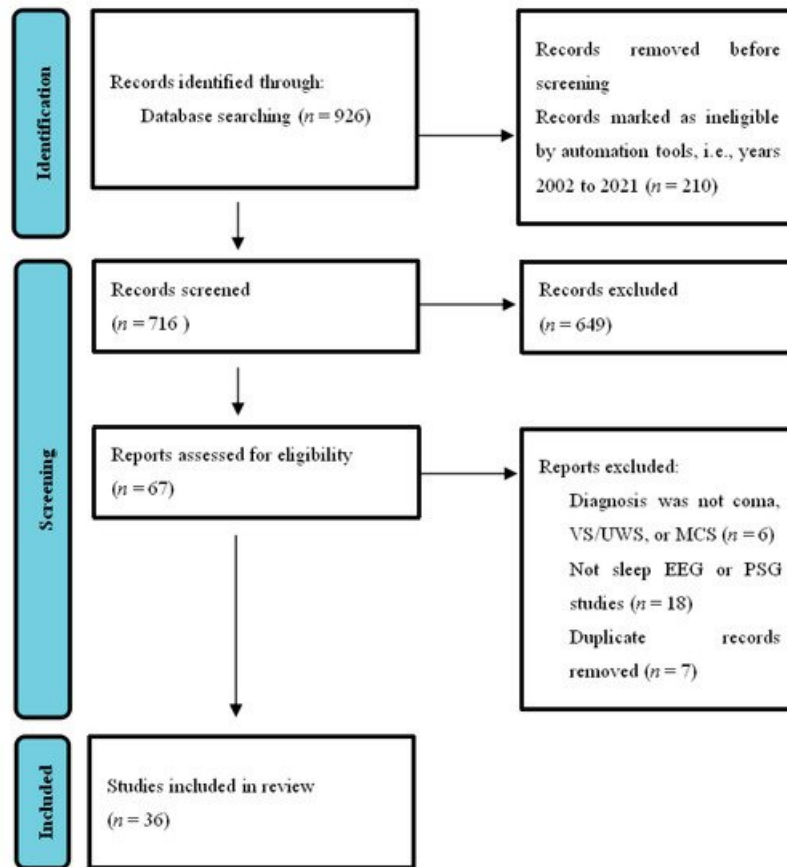 Identification
Records identified through:
Database searching (n = 926)
Records removed before
screening
Records marked as ineligible
by automation tools, i.e., years
2002 to 2021 (n = 210)
Screening
Records screened
(n = 716 )
Records excluded
(n = 649)
Reports assessed for eligibility
(n = 67)
Reports excluded:
Diagnosis was not coma,
VS/UWS, or MCS (n = 6)
Not sleep EEG or PSG
studies (n = 18)
Duplicate records
removed (n = 7)
Included
Studies included in review
(n = 36)